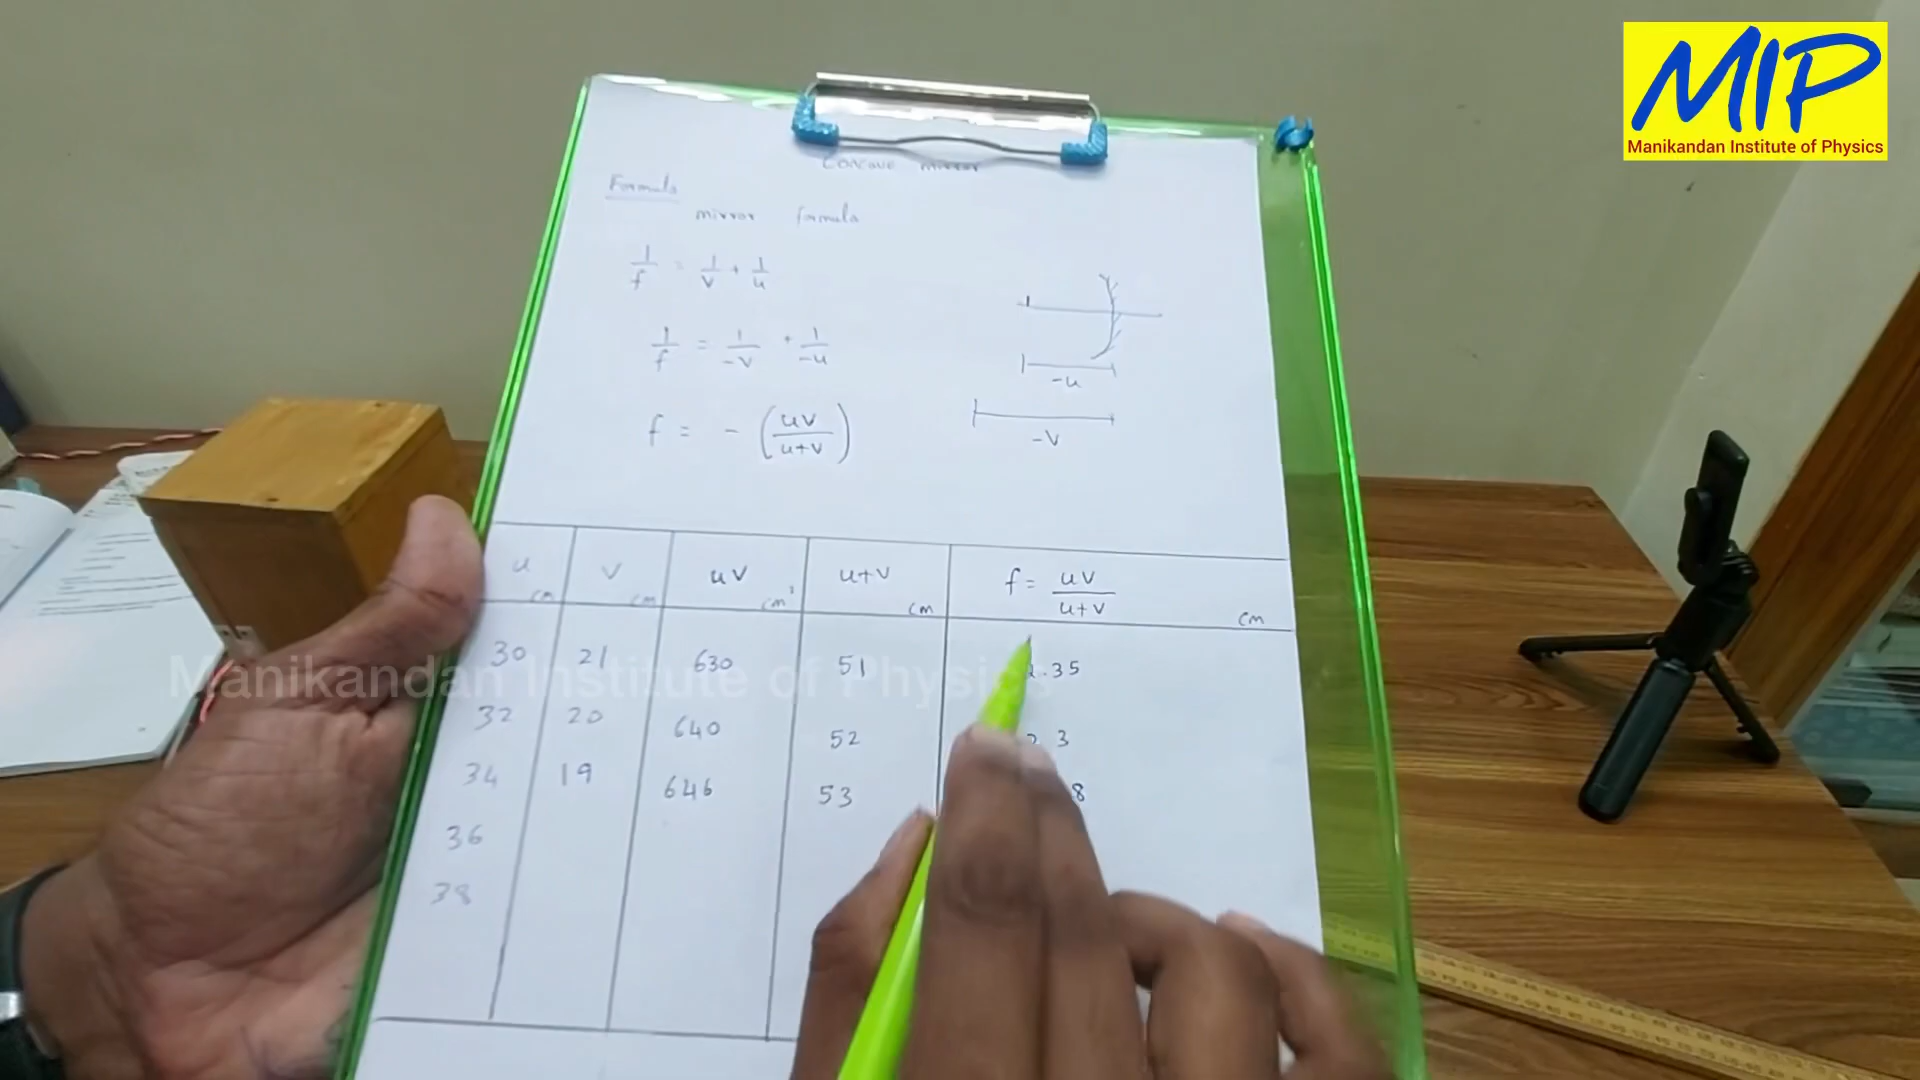 MIP
Manikandan Institute of Physics
Concave mirror
Formula
mirror formula
1/f = 1/v + 1/u
1/f = 1/-v + 1/-u
f = - (uv/u+v)
-u
-v
u cm v cm uv cm² u+v cm f = uv/u+v cm
30 21 630 51 2.35
32 20 640 52 2 3
34 19 646 53 8
36
38
Manikandan Institute of Physics